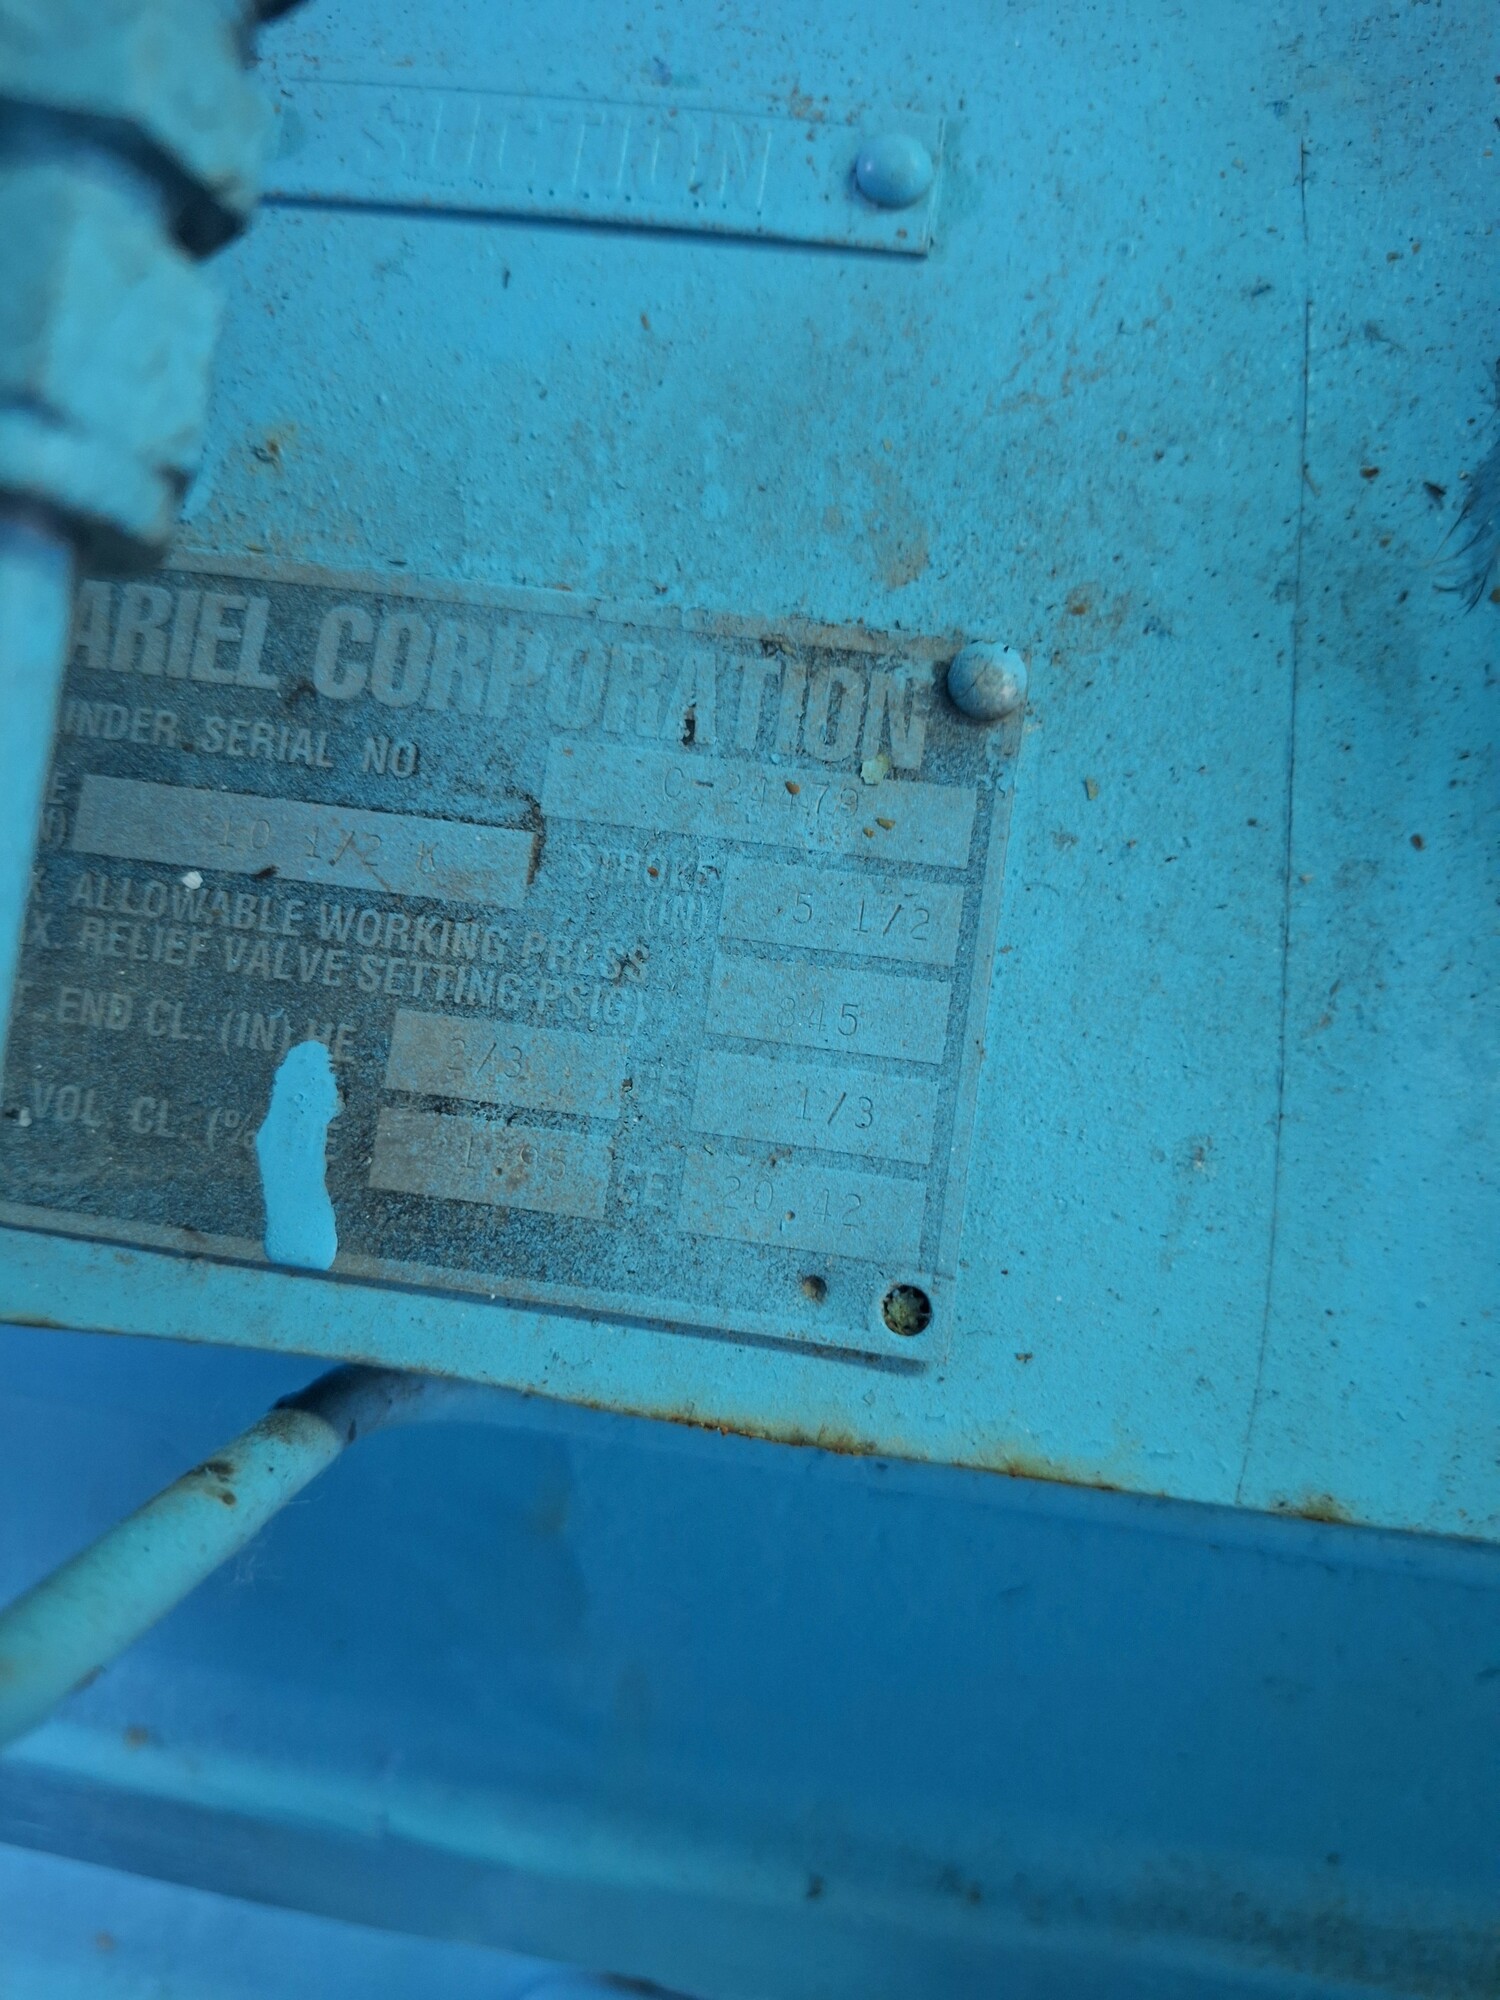 SUCTION
ARIEL CORPORATION
INDER SERIAL NO C-24479
10 1/2 K STROKE (IN) 5 1/2
ALLOWABLE WORKING PRESS
X. RELIEF VALVE SETTING PSIG) 845
T. END CL. (IN) HE 2/3 CE 1/3
VOL. CL. (% CE 20.42